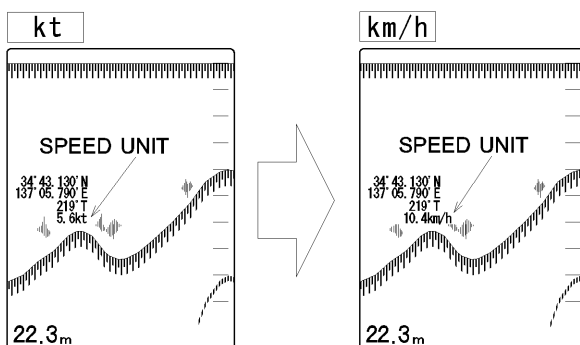 kt
SPEED UNIT
34°43.130'N
137°05.790'E
219°T
5.6kt
22.3m
km/h
SPEED UNIT
34°43.130'N
137°05.790'E
219°T
10.4km/h
22.3m